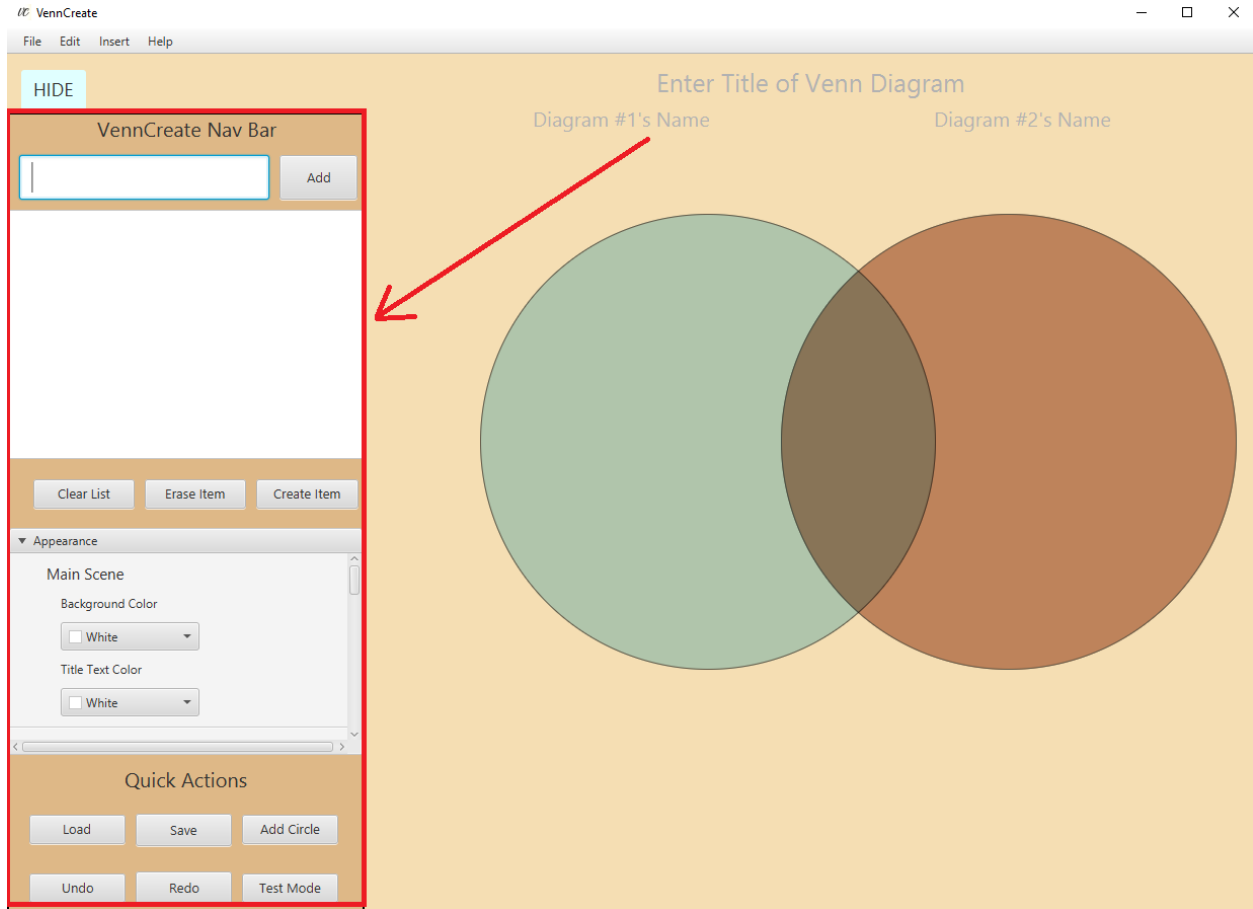 VC VennCreate
File Edit Insert Help
HIDE
Enter Title of Venn Diagram
Diagram #1's Name Diagram #2's Name
VennCreate Nav Bar
Add
Clear List Erase Item Create Item
Appearance
Main Scene
Background Color
White
Title Text Color
White
Quick Actions
Load Save Add Circle
Undo Redo Test Mode